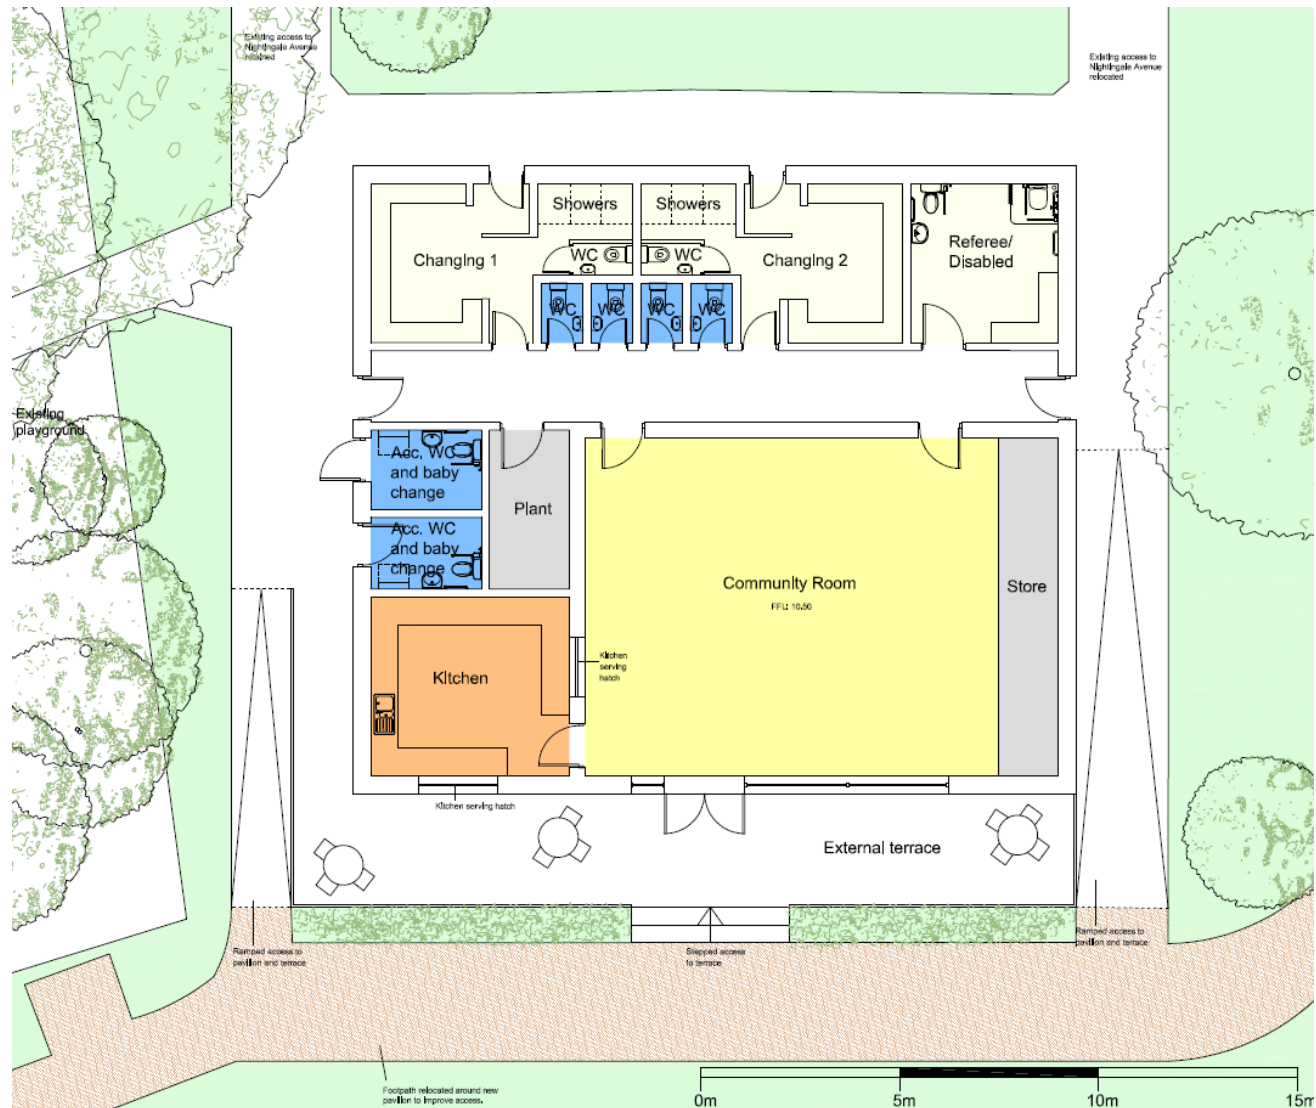 Existing access to
Nightingale Avenue
retained
Existing access to
Nightingale Avenue
relocated
Showers
Showers
Changing 1
WC
WC
Changing 2
Referee/
Disabled
WC
WC
WC
WC
Existing
playground
Acc. WC
and baby
change
Plant
Acc. WC
and baby
change
Community Room
FFL: 10.50
Store
Kitchen
serving
hatch
Kitchen
Kitchen serving hatch
External terrace
Ramped access to
pavilion and terrace
Stepped access
to terrace
Ramped access to
pavilion and terrace
Footpath relocated around new
pavilion to improve access.
0m
5m
10m
15m